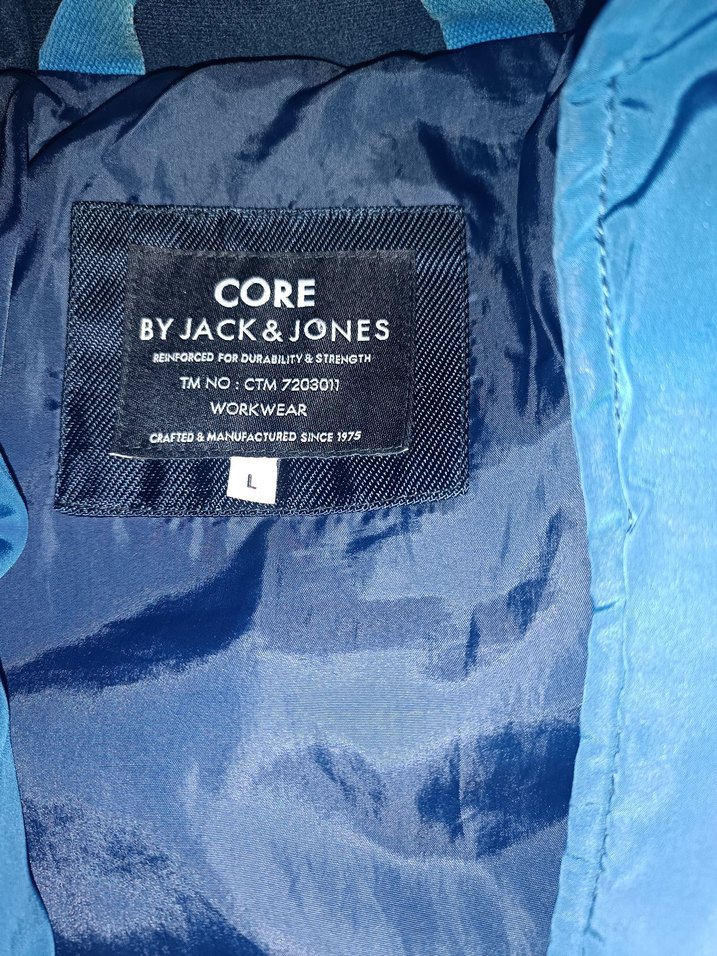 CORE
BY JACK & JONES
REINFORCED FOR DURABILITY & STRENGTH
TM NO : CTM 7203011
WORKWEAR
CRAFTED & MANUFACTURED SINCE 1975
L